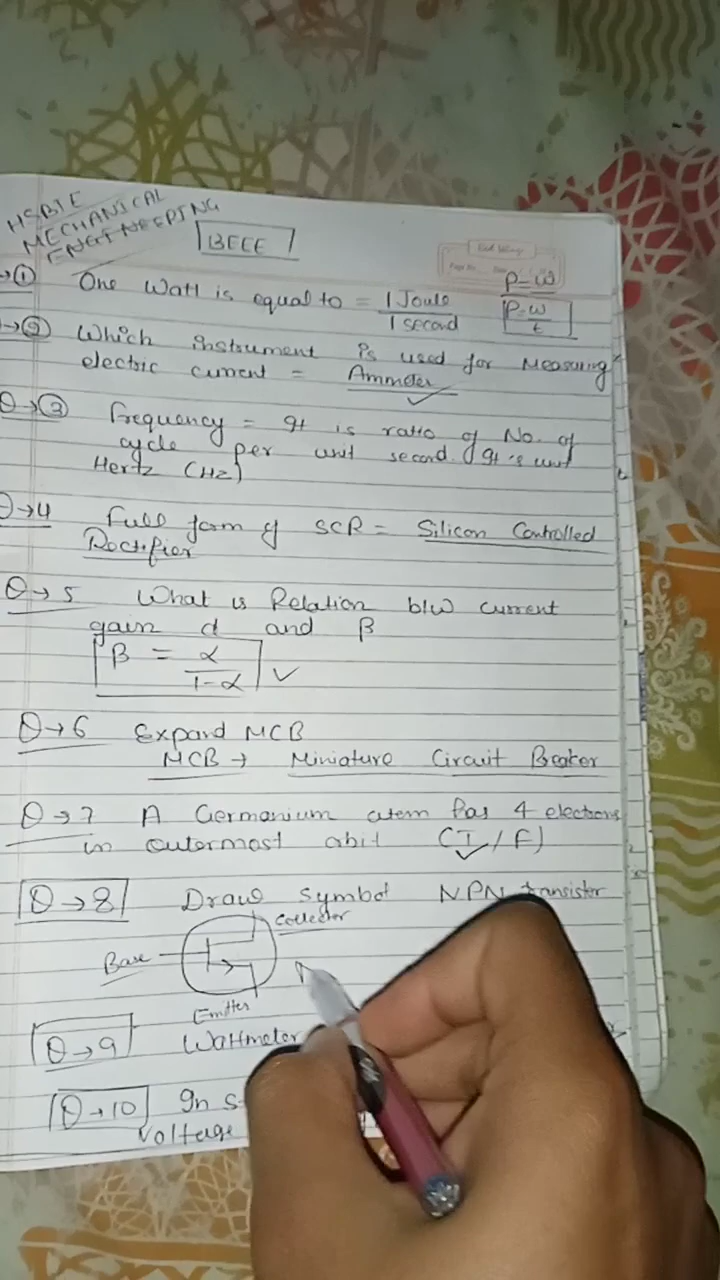 HSBTE
MECHANICAL
ENGINEERING
BEEE
→① One Watt is equal to = 1 Joule / 1 second
P = W
P = W / t
→② Which instrument is used for Measuring
electric current = Ammeter
Q→③ Frequency = It is ratio of No. of
cycle per unit second. It's unit
Hertz (Hz)
Q→4 Full form of SCR = Silicon Controlled
Rectifier
Q→5 What is Relation b/w current
gain α and β
β = α / 1-α ✓
Q→6 Expand MCB
MCB → Miniature Circuit Breaker
Q→7 A Germanium atom has 4 electrons
in outermost orbit (T/F)
Q→8 Draw Symbol NPN transistor
Collector
Base
Emitter
Q→9 Wattmeter
Q→10 In
Voltage